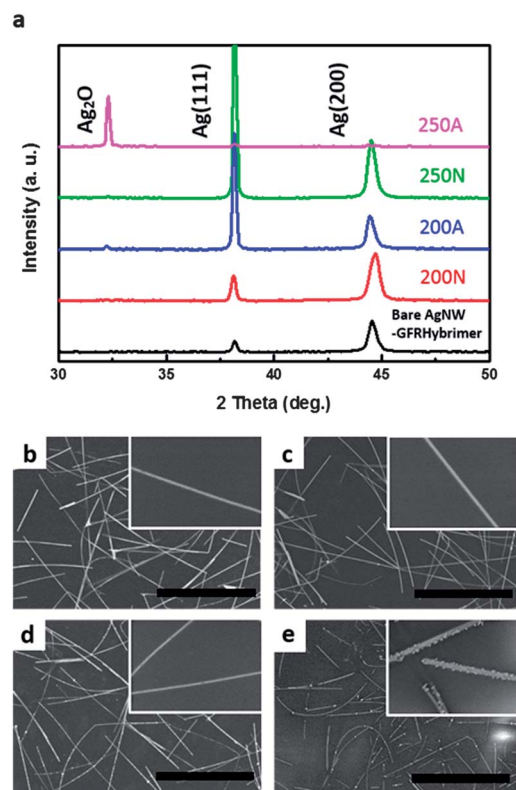 a
Intensity (a. u.)
Ag₂O
Ag(111)
Ag(200)
250A
250N
200A
200N
Bare AgNW
-GFRHybrimer
30 35 40 45 50
2 Theta (deg.)
b
c
d
e